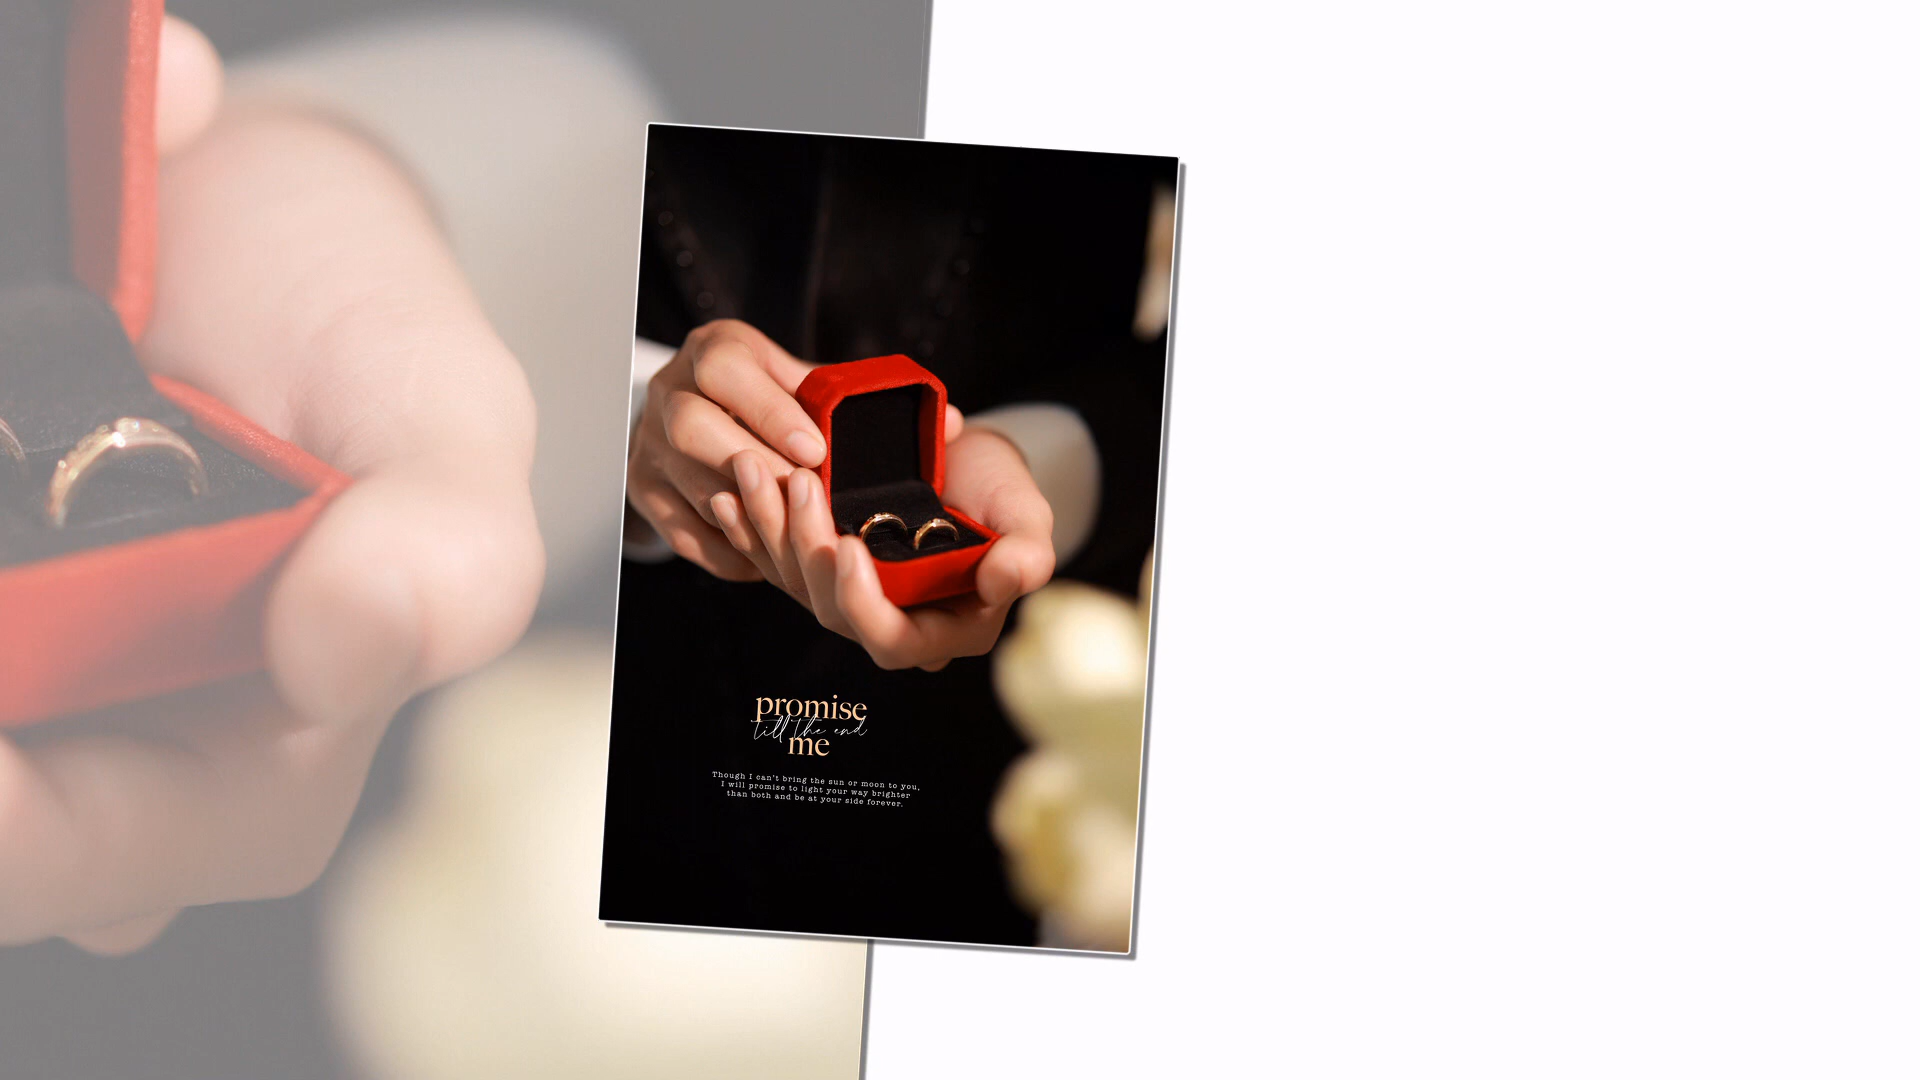 promise
till the end
me
Though I can't bring the sun or moon to you,
I will promise to light your way brighter
than both and be at your side forever.